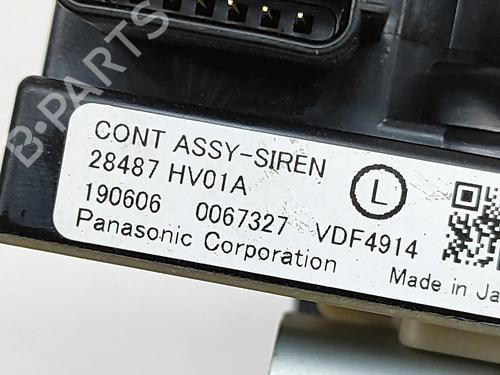 B-PARTS
CONT ASSY-SIREN
28487 HV01A
L
190606 0067327 VDF4914
Panasonic Corporation
Made in Ja